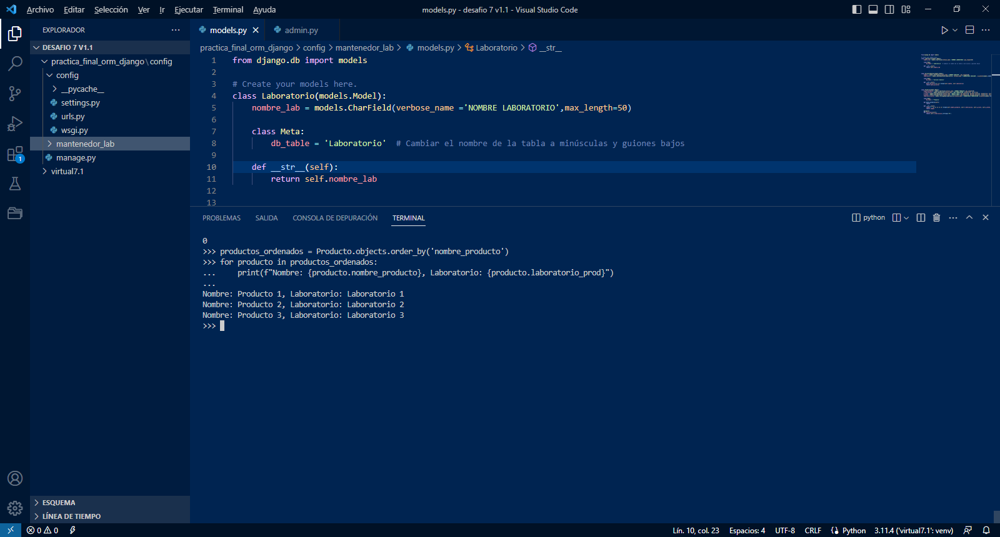 Archivo Editar Selección Ver Ir Ejecutar Terminal Ayuda
models.py - desafio 7 v1.1 - Visual Studio Code
EXPLORADOR
DESAFIO 7 V1.1
practica_final_orm_django\config
config
__pycache__
settings.py
urls.py
wsgi.py
mantenedor_lab
manage.py
virtual7.1
1
ESQUEMA
LÍNEA DE TIEMPO
models.py
admin.py
practica_final_orm_django > config > mantenedor_lab > models.py > Laboratorio > __str__
1 from django.db import models
2
3 # Create your models here.
4 class Laboratorio(models.Model):
5 nombre_lab = models.CharField(verbose_name ='NOMBRE LABORATORIO',max_length=50)
6
7 class Meta:
8 db_table = 'Laboratorio'  # Cambiar el nombre de la tabla a minúsculas y guiones bajos
9
10 def __str__(self):
11 return self.nombre_lab
12
13
PROBLEMAS SALIDA CONSOLA DE DEPURACIÓN TERMINAL
python
0
>>> productos_ordenados = Producto.objects.order_by('nombre_producto')
>>> for producto in productos_ordenados:
...     print(f"Nombre: {producto.nombre_producto}, Laboratorio: {producto.laboratorio_prod}")
...
Nombre: Producto 1, Laboratorio: Laboratorio 1
Nombre: Producto 2, Laboratorio: Laboratorio 2
Nombre: Producto 3, Laboratorio: Laboratorio 3
>>>
0 0
Lín. 10, col. 23 Espacios: 4 UTF-8 CRLF Python 3.11.4 ('virtual7.1': venv)